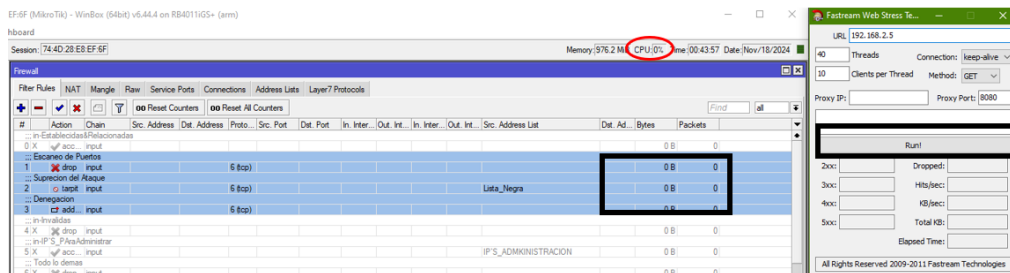 EF:6F (MikroTik) - WinBox (64bit) v6.44.4 on RB4011iGS+ (arm)
hboard
Session: 74:4D:28:E8:EF:6F
Memory: 976.2 Mi CPU: 0% Time: 00:43:57 Date: Nov/18/2024
Firewall
Filter Rules NAT Mangle Raw Service Ports Connections Address Lists Layer7 Protocols
00 Reset Counters 00 Reset All Counters Find all
# Action Chain Src. Address Dst. Address Proto... Src. Port Dst. Port In. Inter... Out. Int... In. Inter... Out. Int... Src. Address List Dst. Ad... Bytes Packets
::: in-Establecidas&Relacionadas
0 X acc... input 0 B 0
::: Escaneo de Puertos
1 drop input 6 (tcp) 0 B 0
::: Supresion del Ataque
2 tarpit input 6 (tcp) Lista_Negra 0 B 0
::: Denegacion
3 add... input 6 (tcp) 0 B 0
::: in-Invalidas
4 X drop input 0 B 0
::: in-IP'S_PAraAdministrar
5 X acc... input IP'S_ADMKINISTRACION 0 B 0
::: Todo lo demas
6 X drop input 0 B 0
Fastream Web Stress Te...
URL 192.168.2.5
40 Threads Connection: keep-alive
10 Clients per Thread Method: GET
Proxy IP: Proxy Port: 8080
Run!
2xx: Dropped:
3xx: Hits/sec:
4xx: KB/sec:
5xx: Total KB:
Elapsed Time:
All Rights Reserved 2009-2011 Fastream Technologies